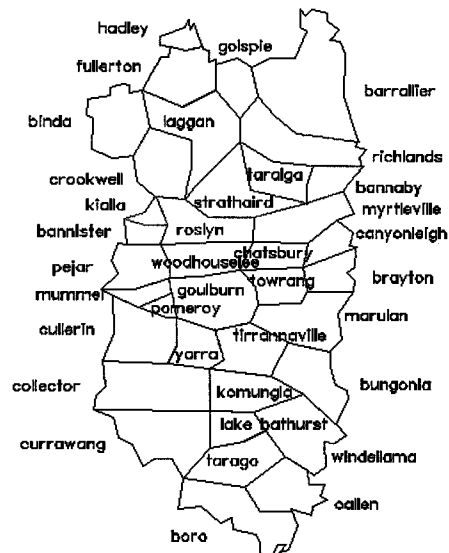 hadley
golspie
fullerton
barrallier
binda
laggan
richlands
crookwell
taralga
bannaby
kialla
strathaird
myrtleville
bannister
roslyn
canyonleigh
chatsbury
pejar
woodhouselee
towrang
brayton
mummel
goulburn
pomeroy
marulan
cullerin
tirrannaville
yarra
collector
komungla
bungonia
currawang
lake bathurst
tarago
windellama
oallen
boro